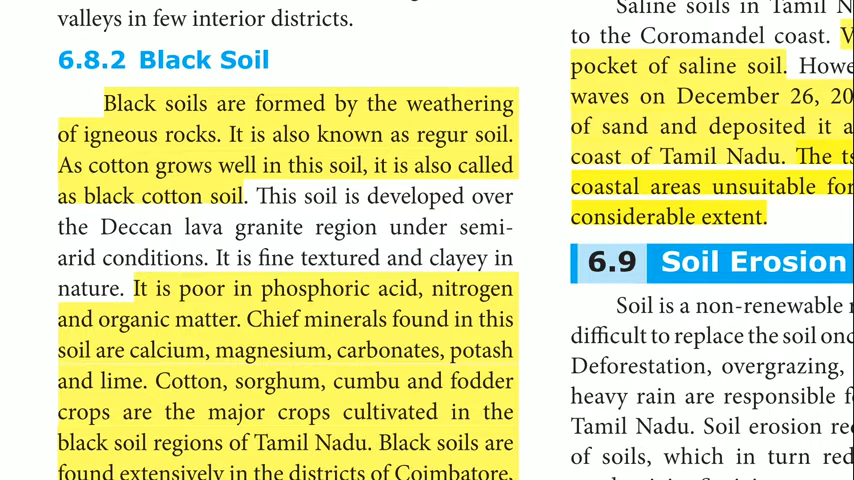 valleys in few interior districts.
6.8.2 Black Soil
Black soils are formed by the weathering
of igneous rocks. It is also known as regur soil.
As cotton grows well in this soil, it is also called
as black cotton soil. This soil is developed over
the Deccan lava granite region under semi-
arid conditions. It is fine textured and clayey in
nature. It is poor in phosphoric acid, nitrogen
and organic matter. Chief minerals found in this
soil are calcium, magnesium, carbonates, potash
and lime. Cotton, sorghum, cumbu and fodder
crops are the major crops cultivated in the
black soil regions of Tamil Nadu. Black soils are
found extensively in the districts of Coimbatore,
Saline soils in Tamil N
to the Coromandel coast. V
pocket of saline soil. Howe
waves on December 26, 20
of sand and deposited it a
coast of Tamil Nadu. The ts
coastal areas unsuitable for
considerable extent.
6.9 Soil Erosion
Soil is a non-renewable
difficult to replace the soil onc
Deforestation, overgrazing,
heavy rain are responsible f
Tamil Nadu. Soil erosion re
of soils, which in turn red